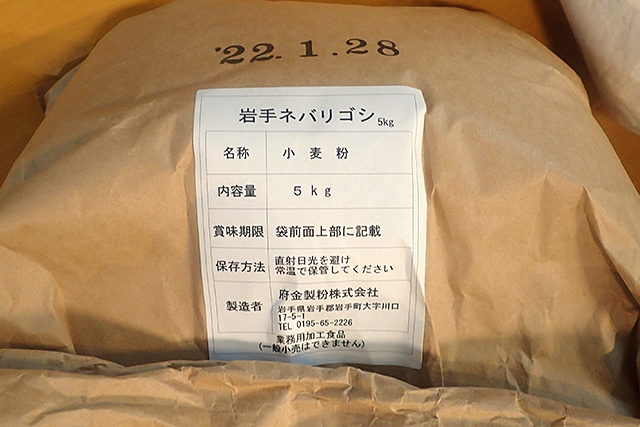 '22.1.28
岩手ネバリゴシ5kg
名称 小麦粉
内容量 5kg
賞味期限 袋前面上部に記載
保存方法 直射日光を避け
常温で保管してください
製造者 府金製粉株式会社
岩手県岩手郡岩手町大字川口
17-5-1
TEL 0195-65-2226
業務用加工食品
(一般小売はできません)